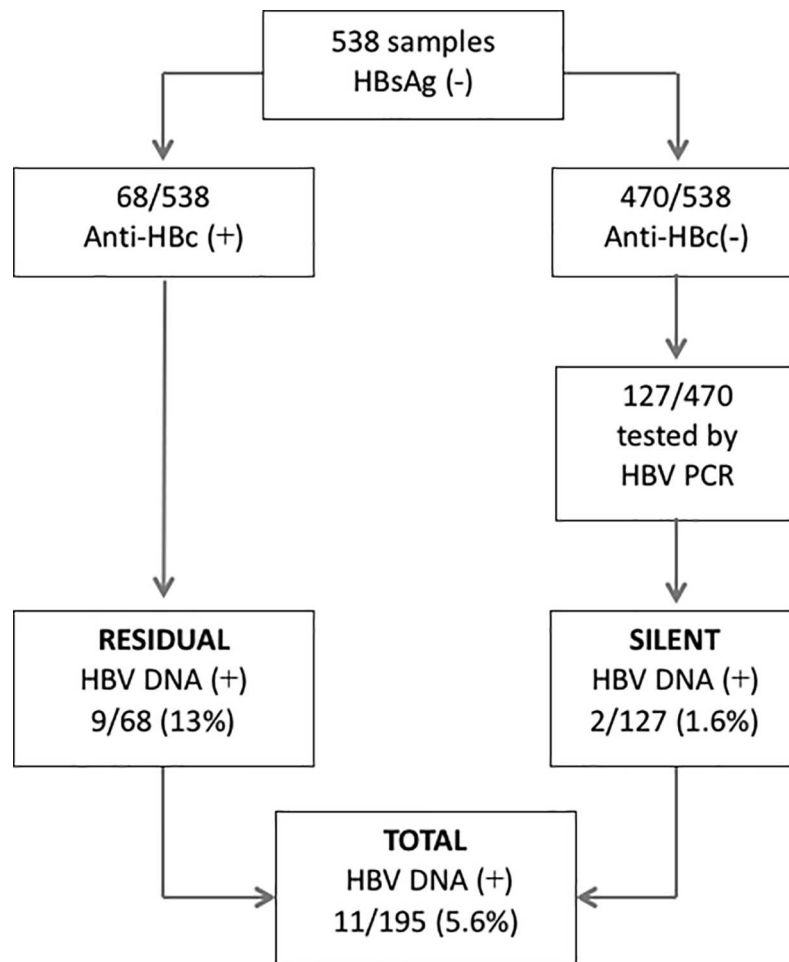 538 samples
HBsAg (-)
68/538
Anti-HBc (+)
470/538
Anti-HBc(-)
127/470
tested by
HBV PCR
RESIDUAL
HBV DNA (+)
9/68 (13%)
SILENT
HBV DNA (+)
2/127 (1.6%)
TOTAL
HBV DNA (+)
11/195 (5.6%)